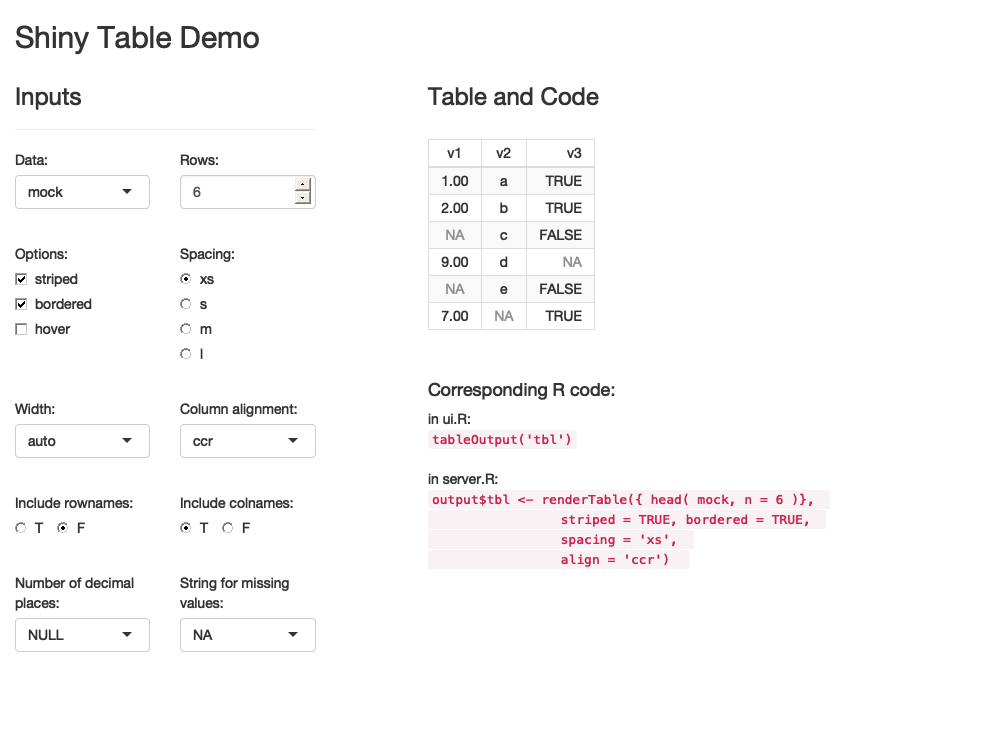 Shiny Table Demo
Inputs
Data:
Rows:
mock
6
Options:
Spacing:
striped
xs
bordered
s
hover
m
l
Width:
Column alignment:
auto
ccr
Include rownames:
Include colnames:
T F
T F
Number of decimal
places:
String for missing
values:
NULL
NA
Table and Code
v1 v2 v3
1.00 a TRUE
2.00 b TRUE
NA c FALSE
9.00 d NA
NA e FALSE
7.00 NA TRUE
Corresponding R code:
in ui.R:
tableOutput('tbl')
in server.R:
output$tbl <- renderTable({ head( mock, n = 6 )},
striped = TRUE, bordered = TRUE,
spacing = 'xs',
align = 'ccr')